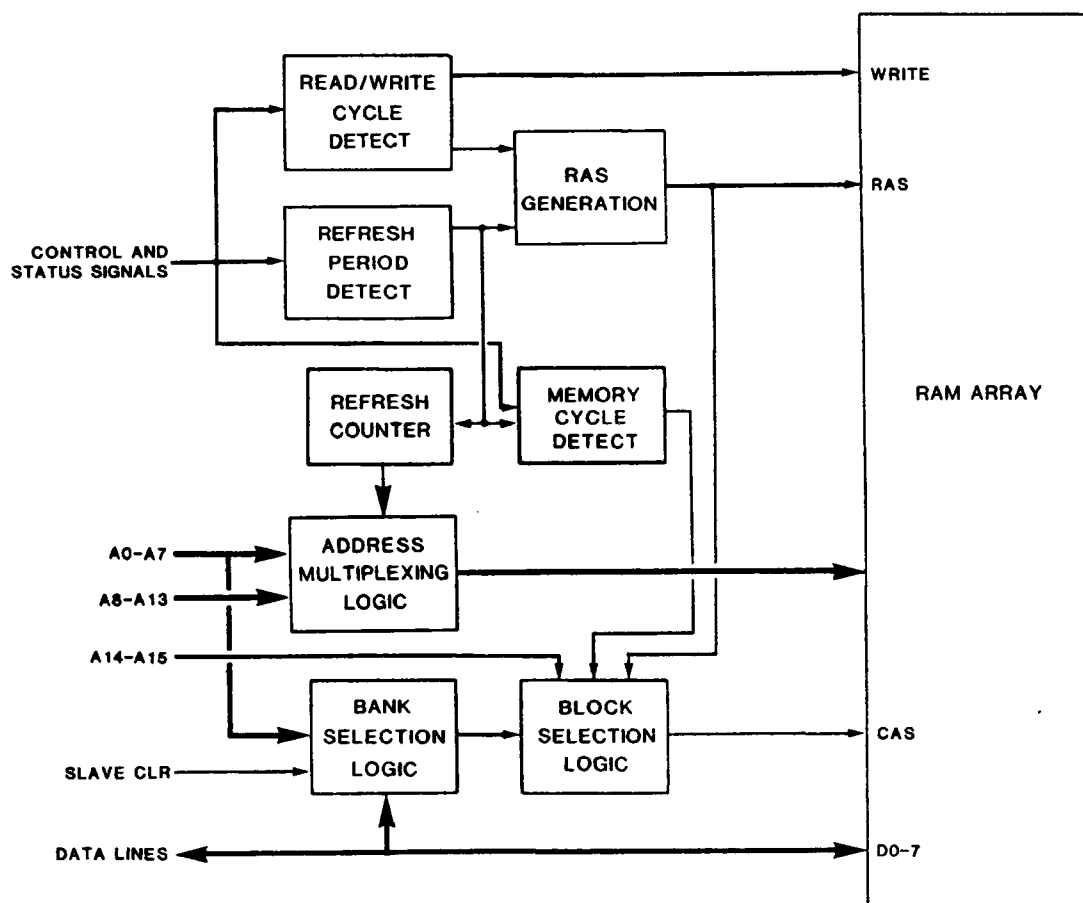 READ/WRITE
CYCLE
DETECT
WRITE
RAS
GENERATION
RAS
CONTROL AND
STATUS SIGNALS
REFRESH
PERIOD
DETECT
REFRESH
COUNTER
MEMORY
CYCLE
DETECT
RAM ARRAY
A0-A7
A8-A13
ADDRESS
MULTIPLEXING
LOGIC
A14-A15
BANK
SELECTION
LOGIC
BLOCK
SELECTION
LOGIC
CAS
SLAVE CLR
DATA LINES
D0-7